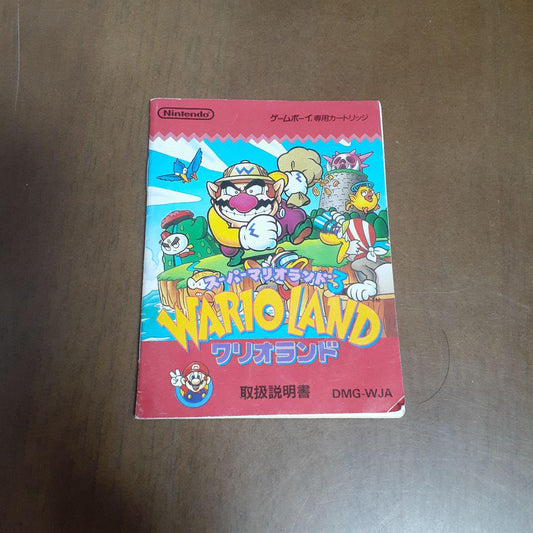 Nintendo
ゲームボーイ®専用カートリッジ
スーパーマリオランド3
WARIO LAND
ワリオランド
取扱説明書 DMG-WJA